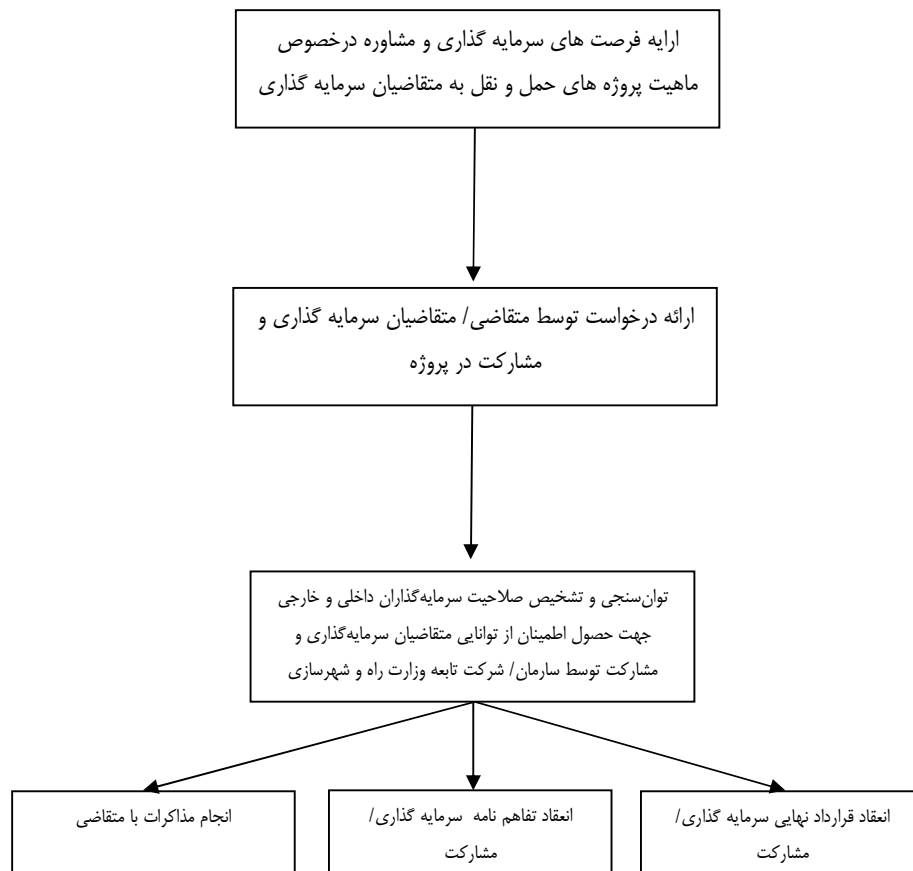 ارایه فرصت های سرمایه گذاری و مشاوره درخصوص
ماهیت پروژه های حمل و نقل به متقاضیان سرمایه گذاری
ارائه درخواست توسط متقاضی/ متقاضیان سرمایه گذاری و
مشارکت در پروژه
توان‌سنجی و تشخیص صلاحیت سرمایه‌گذاران داخلی و خارجی
جهت حصول اطمینان از توانایی متقاضیان سرمایه‌گذاری و
مشارکت توسط سارمان/ شرکت تابعه وزارت راه و شهرسازی
انعقاد قرارداد نهایی سرمایه گذاری/
مشارکت
انعقاد تفاهم نامه سرمایه گذاری/
مشارکت
انجام مذاکرات با متقاضی